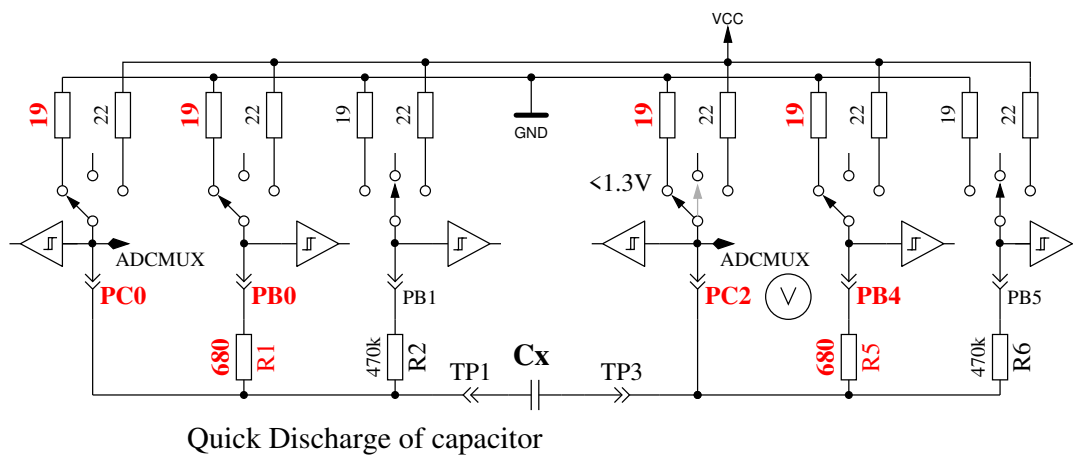 VCC
19
22
19
22
19
22
GND
19
22
19
22
19
22
<1.3V
ADCMUX
ADCMUX
PC0
PB0
PB1
PC2
V
PB4
PB5
680
R1
470k
R2
TP1
Cx
TP3
680
R5
470k
R6
Quick Discharge of capacitor